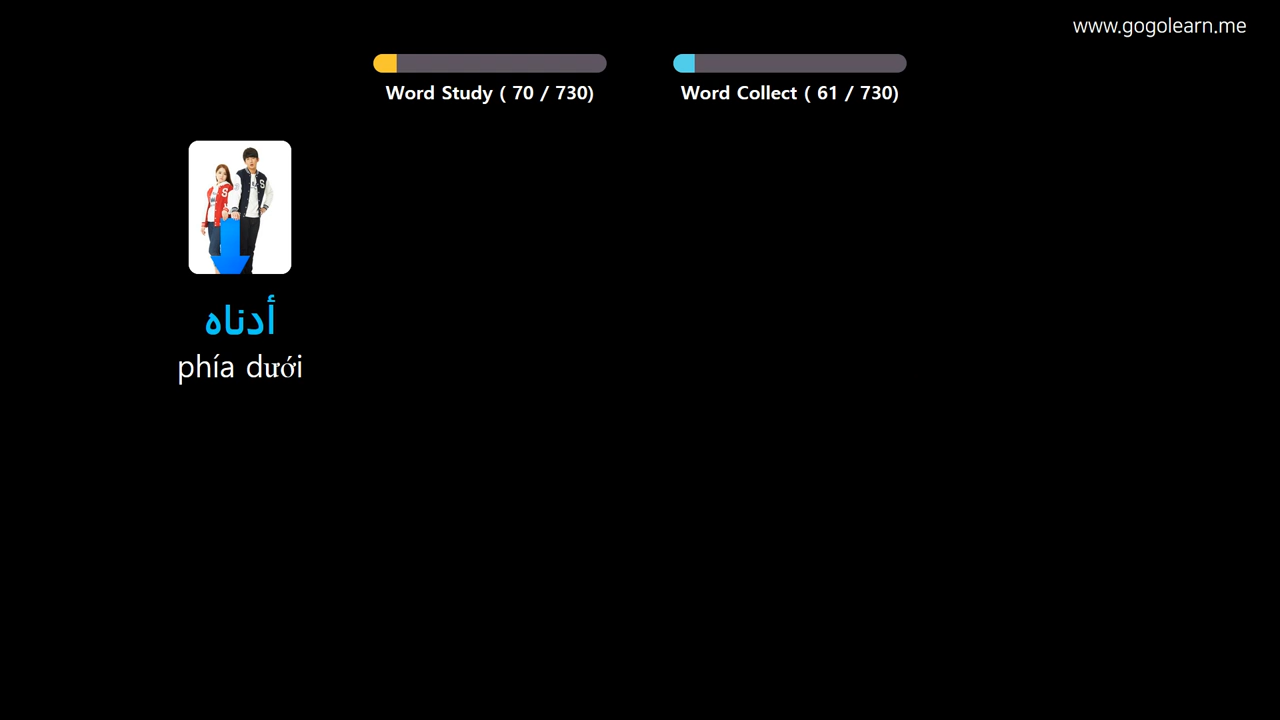 www.gogolearn.me
Word Study ( 70 / 730)
Word Collect ( 61 / 730)
S
S
أدناه
phía dưới